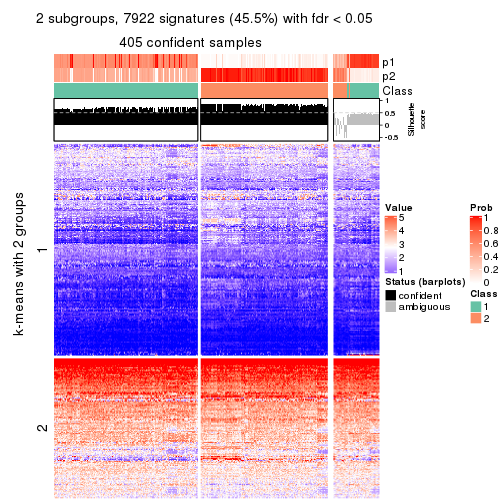 2 subgroups, 7922 signatures (45.5%) with fdr < 0.05
405 confident samples
p1
p2
Class
1
0.5
0
-0.5
Silhouette
score
k-means with 2 groups
1
2
Value
5
4
3
2
1
Status (barplots)
confident
ambiguous
Prob
1
0.8
0.6
0.4
0.2
0
Class
1
2